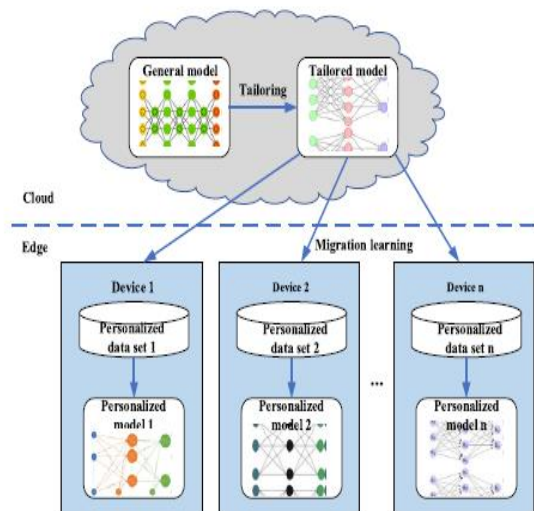 General model
Tailoring
Tailored model
Cloud
Edge
Migration learning
Device 1
Personalized
data set 1
Personalized
model 1
Device 2
Personalized
data set 2
Personalized
model 2
...
Device n
Personalized
data set n
Personalized
model n